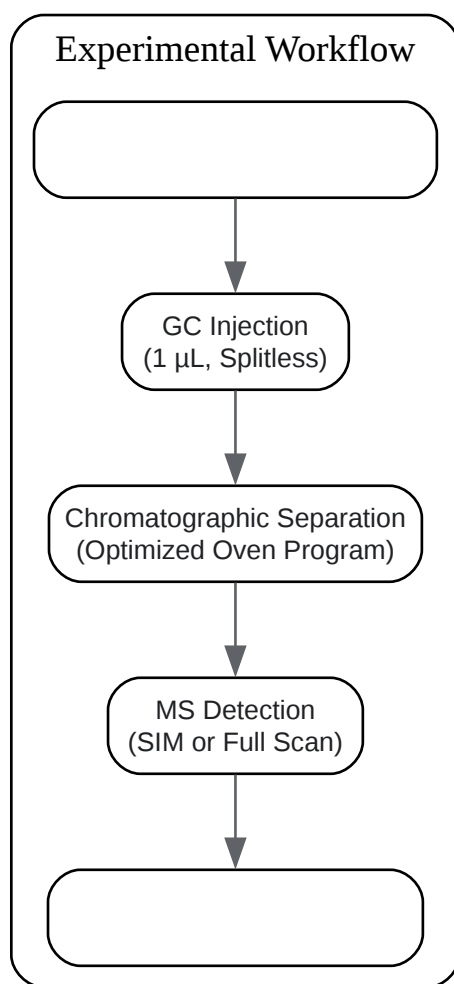 Experimental Workflow
GC Injection
(1 µL, Splitless)
Chromatographic Separation
(Optimized Oven Program)
MS Detection
(SIM or Full Scan)